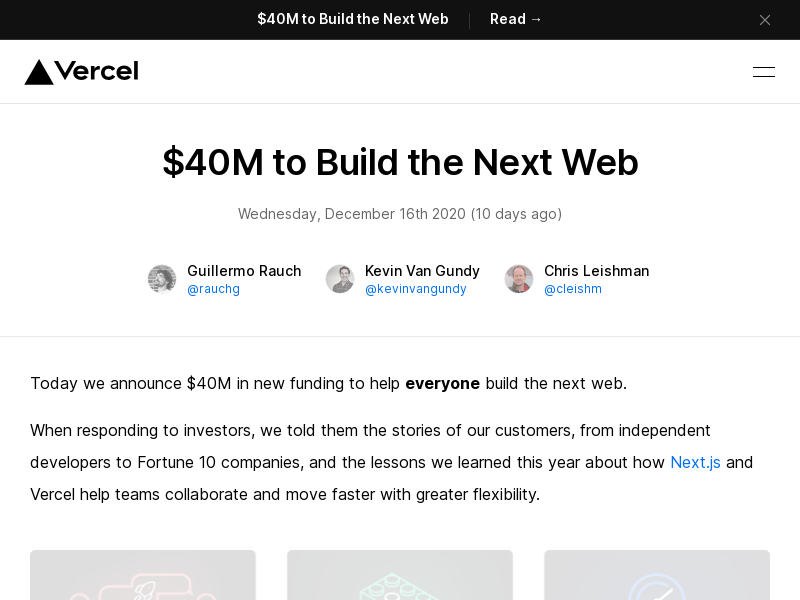 $40M to Build the Next Web
Read →
Vercel
$40M to Build the Next Web
Wednesday, December 16th 2020 (10 days ago)
Guillermo Rauch
@rauchg
Kevin Van Gundy
@kevinvangundy
Chris Leishman
@cleishm
Today we announce $40M in new funding to help everyone build the next web.
When responding to investors, we told them the stories of our customers, from independent
developers to Fortune 10 companies, and the lessons we learned this year about how Next.js and
Vercel help teams collaborate and move faster with greater flexibility.